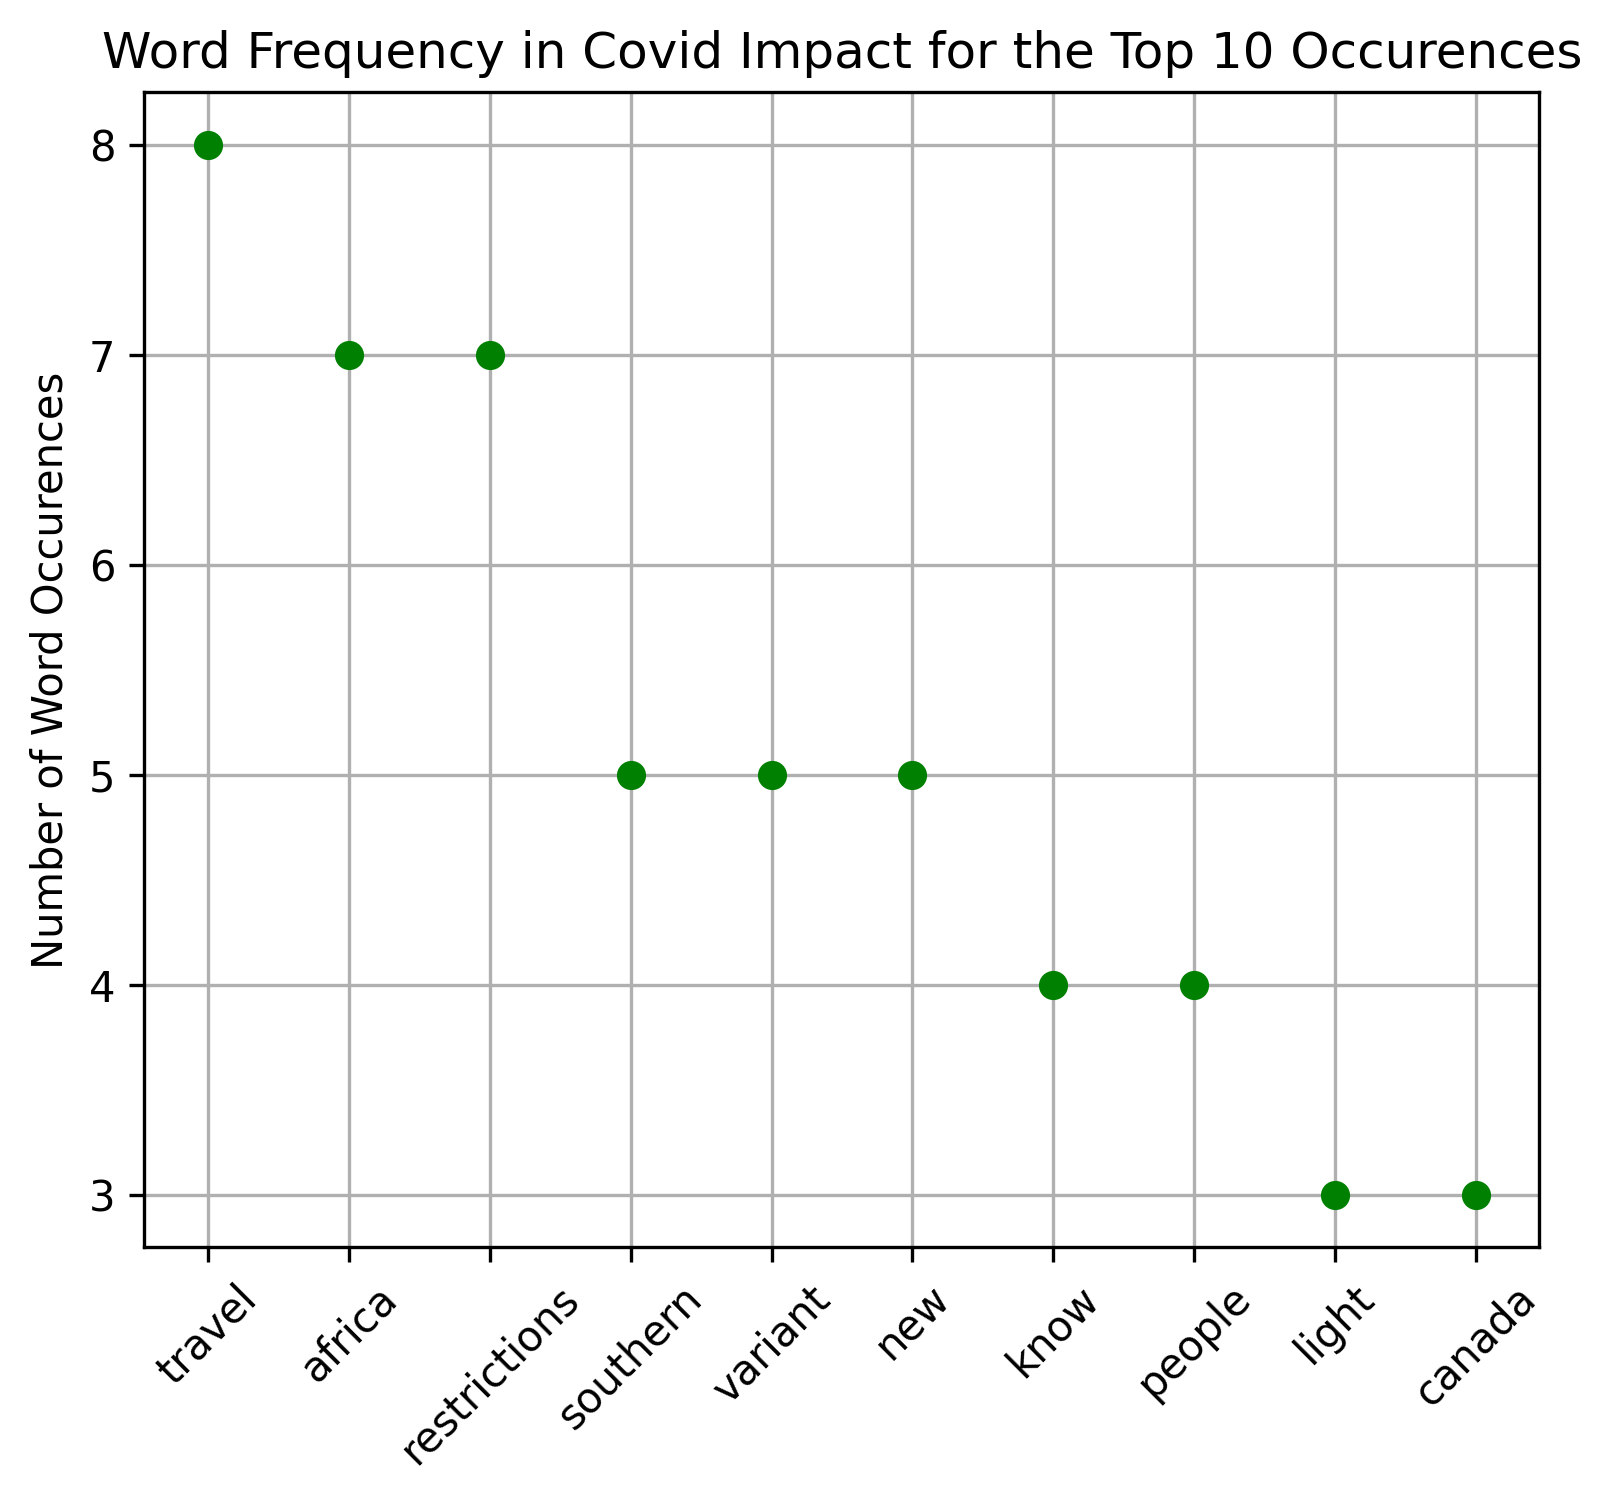 Word Frequency in Covid Impact for the Top 10 Occurences
Number of Word Occurences
8
7
6
5
4
3
travel
africa
restrictions
southern
variant
new
know
people
light
canada